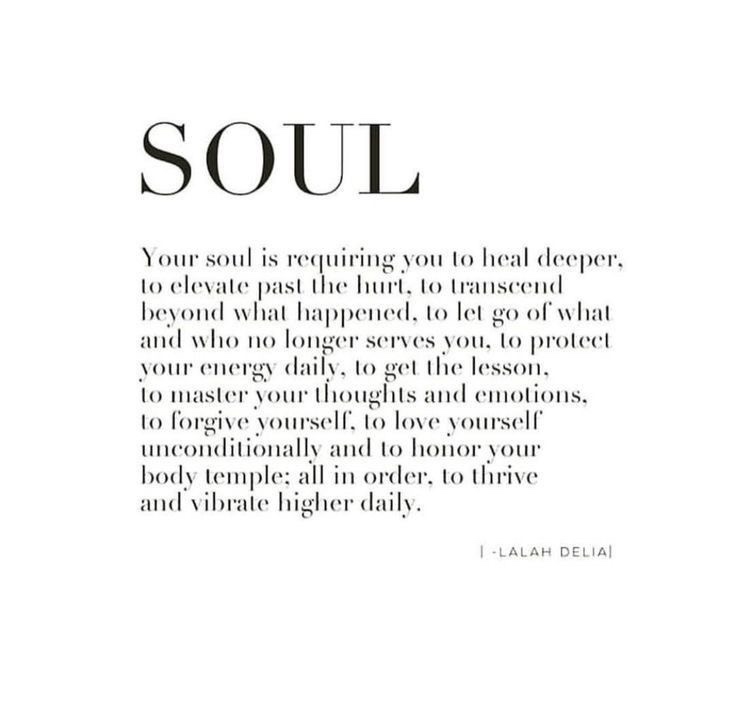 SOUL
Your soul is requiring you to heal deeper,
to elevate past the hurt, to transcend
beyond what happened, to let go of what
and who no longer serves you, to protect
your energy daily, to get the lesson,
to master your thoughts and emotions,
to forgive yourself, to love yourself
unconditionally and to honor your
body temple; all in order, to thrive
and vibrate higher daily.
| -LALAH DELIA|